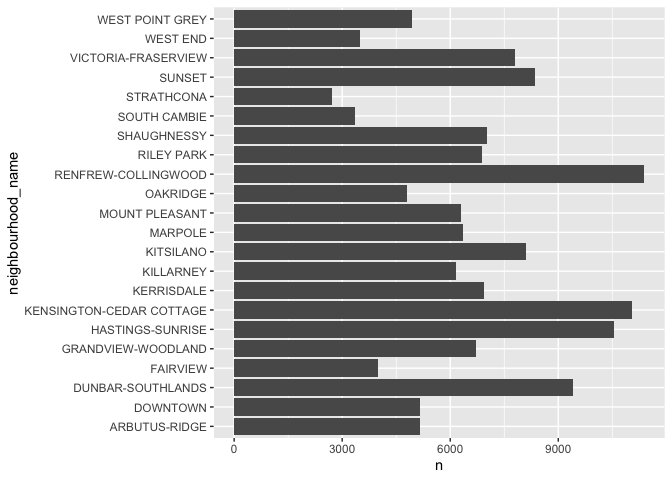 WEST POINT GREY
WEST END
VICTORIA-FRASERVIEW
SUNSET
STRATHCONA
SOUTH CAMBIE
SHAUGHNESSY
RILEY PARK
RENFREW-COLLINGWOOD
OAKRIDGE
MOUNT PLEASANT
MARPOLE
KITSILANO
KILLARNEY
KERRISDALE
KENSINGTON-CEDAR COTTAGE
HASTINGS-SUNRISE
GRANDVIEW-WOODLAND
FAIRVIEW
DUNBAR-SOUTHLANDS
DOWNTOWN
ARBUTUS-RIDGE
neighbourhood_name
0 3000 6000 9000
n